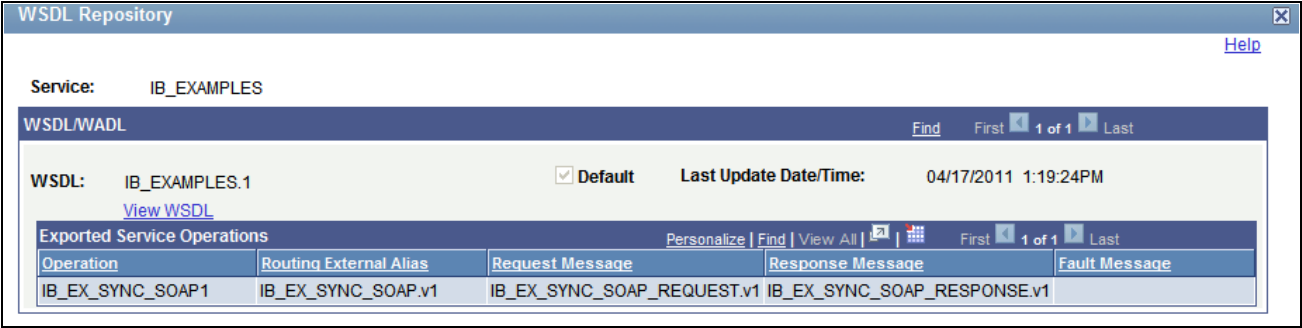 WSDL Repository
Help
Service: IB_EXAMPLES
WSDL/WADL Find First 1 of 1 Last
WSDL: IB_EXAMPLES.1 Default Last Update Date/Time: 04/17/2011 1:19:24PM
View WSDL
Exported Service Operations Personalize | Find | View All | | First 1 of 1 Last
Operation Routing External Alias Request Message Response Message Fault Message
IB_EX_SYNC_SOAP1 IB_EX_SYNC_SOAP.v1 IB_EX_SYNC_SOAP_REQUEST.v1 IB_EX_SYNC_SOAP_RESPONSE.v1